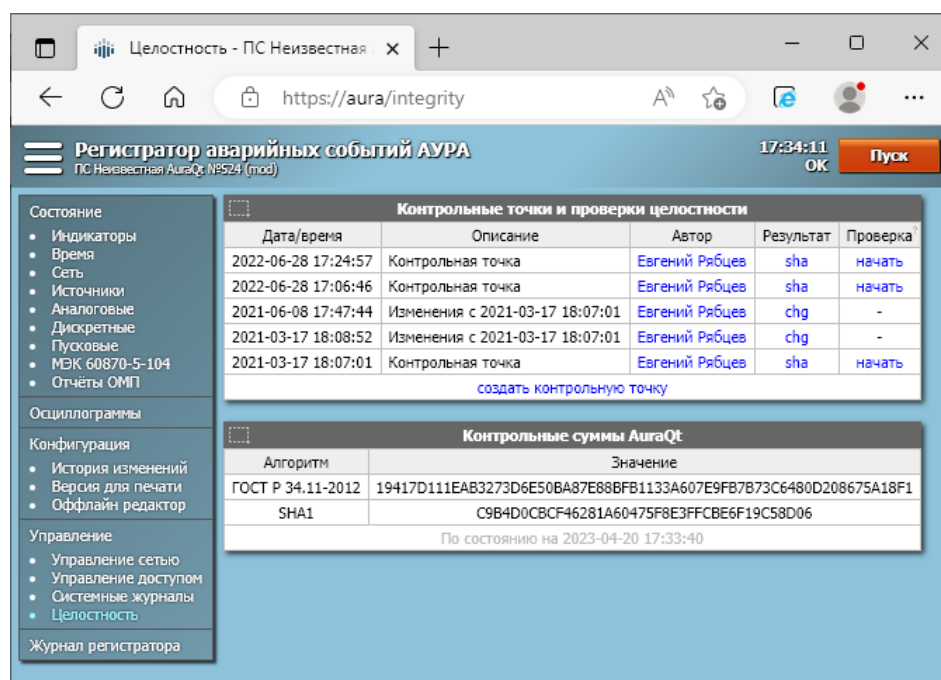 Целостность - ПС Неизвестная
https://aura/integrity
Регистратор аварийных событий АУРА
ПС Неизвестная AuraQt №524 (mod)
17:34:11
OK
Пуск
Состояние
Индикаторы
Время
Сеть
Источники
Аналоговые
Дискретные
Пусковые
МЭК 60870-5-104
Отчёты ОМП
Осциллограммы
Конфигурация
История изменений
Версия для печати
Оффлайн редактор
Управление
Управление сетью
Управление доступом
Системные журналы
Целостность
Журнал регистратора
Контрольные точки и проверки целостности
Дата/время Описание Автор Результат Проверка?
2022-06-28 17:24:57 Контрольная точка Евгений Рябцев sha начать
2022-06-28 17:06:46 Контрольная точка Евгений Рябцев sha начать
2021-06-08 17:47:44 Изменения с 2021-03-17 18:07:01 Евгений Рябцев chg -
2021-03-17 18:08:52 Изменения с 2021-03-17 18:07:01 Евгений Рябцев chg -
2021-03-17 18:07:01 Контрольная точка Евгений Рябцев sha начать
создать контрольную точку
Контрольные суммы AuraQt
Алгоритм Значение
ГОСТ Р 34.11-2012 19417D111EAB3273D6E50BA87E88BFB1133A607E9FB7B73C6480D208675A18F1
SHA1 C9B4D0CBCF46281A60475F8E3FFCBE6F19C58D06
По состоянию на 2023-04-20 17:33:40